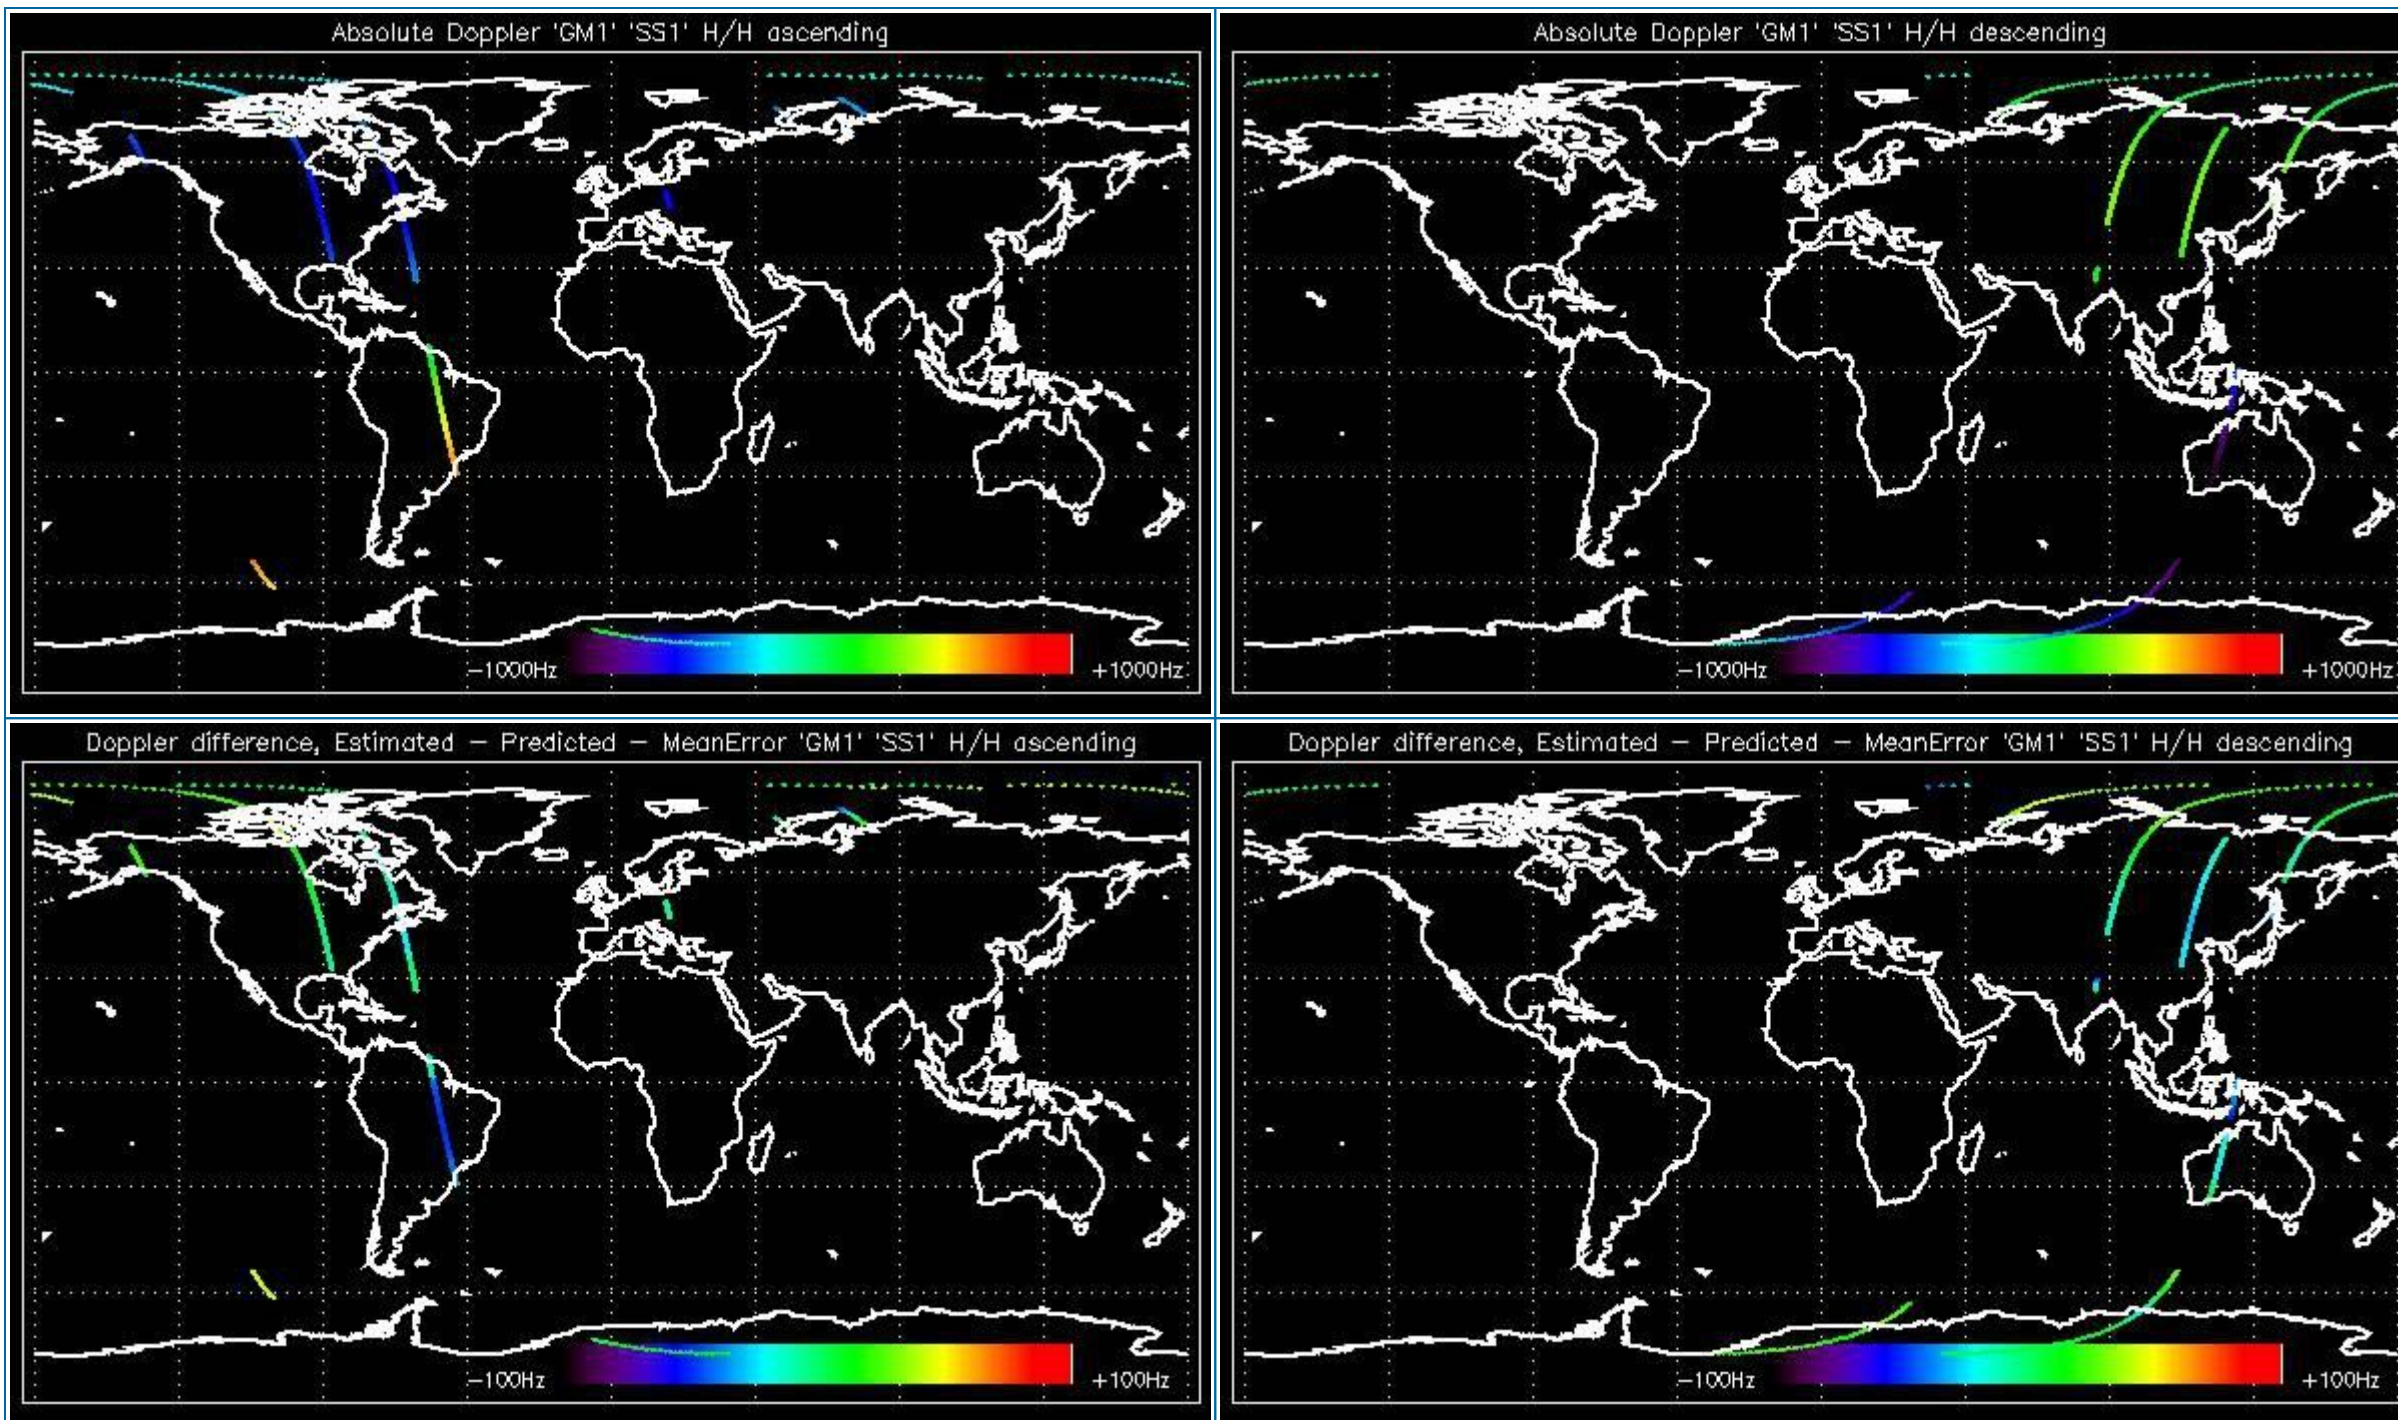 Absolute Doppler 'GM1' 'SS1' H/H ascending
−1000Hz
+1000Hz
Absolute Doppler 'GM1' 'SS1' H/H descending
−1000Hz
+1000Hz
Doppler difference, Estimated − Predicted − MeanError 'GM1' 'SS1' H/H ascending
−100Hz
+100Hz
Doppler difference, Estimated − Predicted − MeanError 'GM1' 'SS1' H/H descending
−100Hz
+100Hz